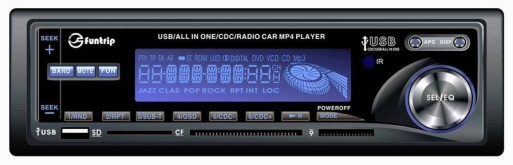 SEEK
+
funtrip
USB/ALL IN ONE/CDC/RADIO CAR MP4 PLAYER
USB
CDC/USB/ALL IN ONE
APS DISP
IR
BAND MUTE FUN
PTY TP TA AF ST RDM LUD DIGITAL DVD VCD CD Mp3
JAZZ CLAS POP ROCK RPT INT LOC
SEL/EQ
SEEK
-
POWEROFF
1/RND 2/RPT 3/SUB-T 4/OSD 5/CDC- 6/CDC+ MODE
USB SD CF